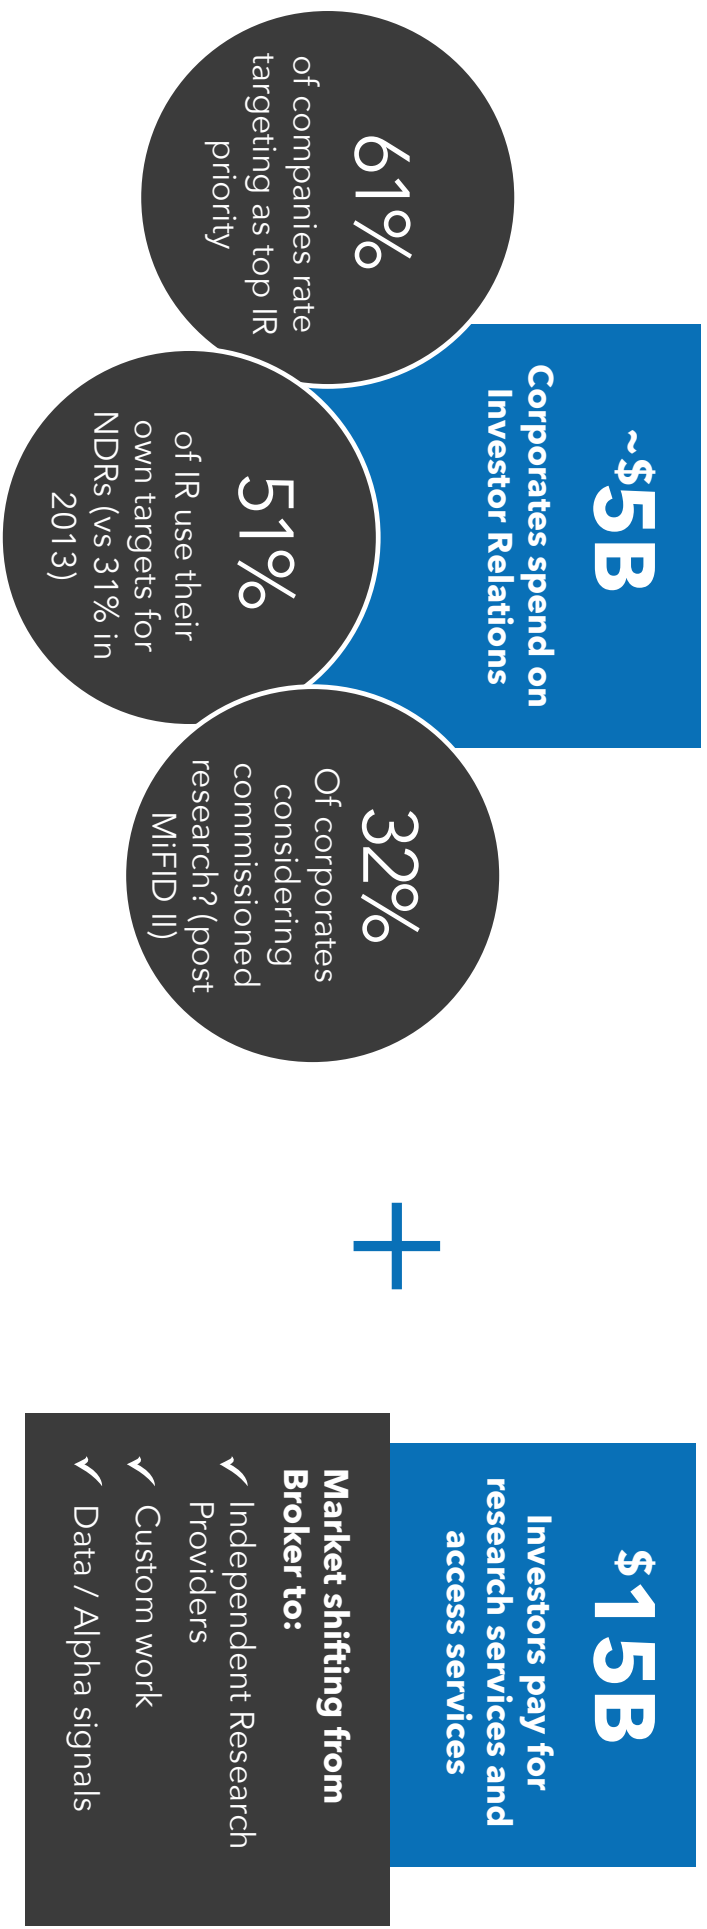 ~$5B
Corporates spend on
Investor Relations
61%
of companies rate
targeting as top IR
priority
51%
of IR use their
own targets for
NDRs (vs 31% in
2013)
32%
Of corporates
considering
commissioned
research? (post
MiFID II)
+
$15B
Investors pay for
research services and
access services
Market shifting from
Broker to:
✓ Independent Research
Providers
✓ Custom work
✓ Data / Alpha signals